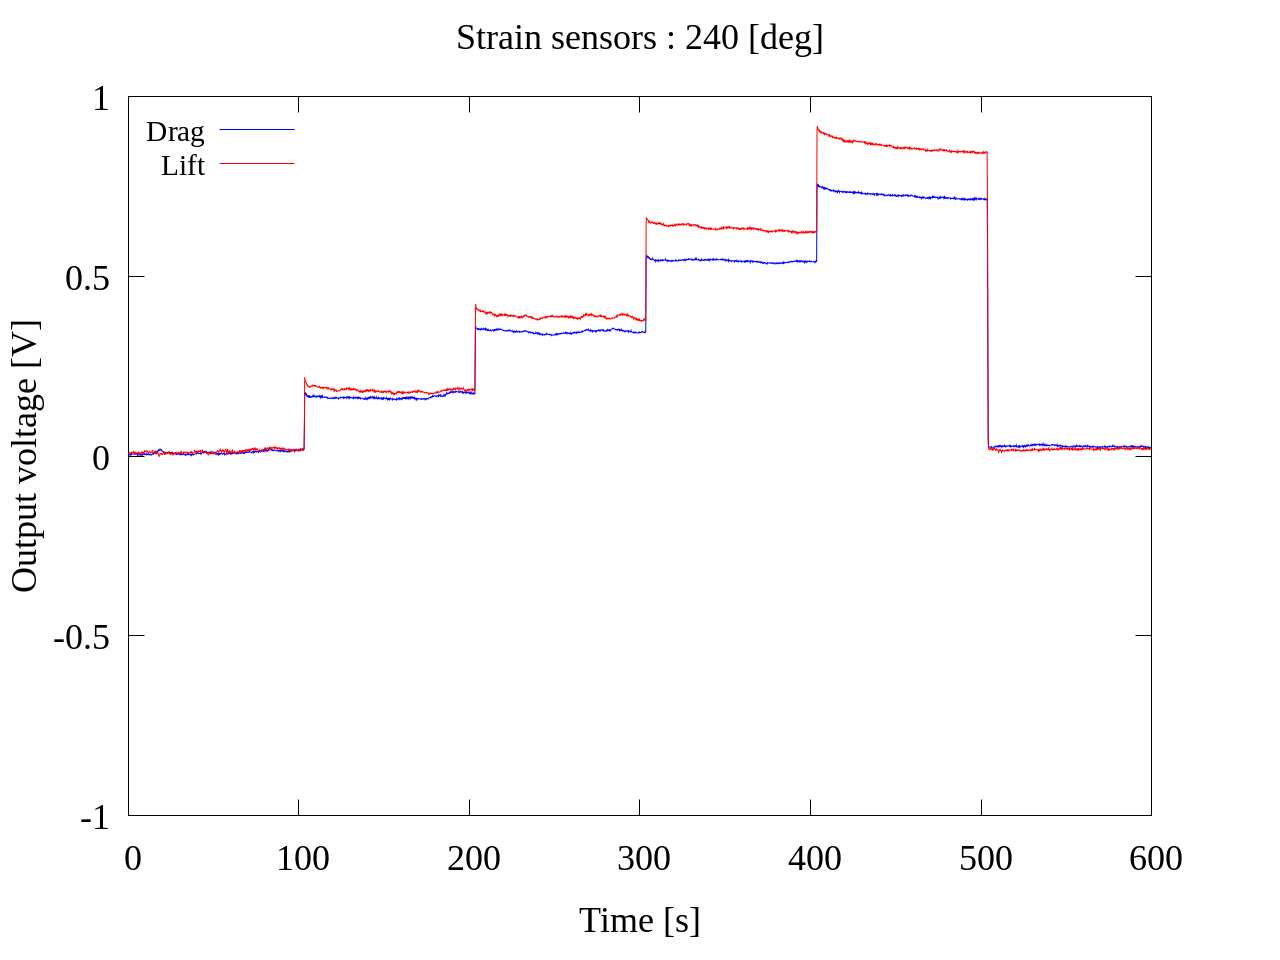 Strain sensors : 240 [deg]
1
0.5
0
-0.5
-1
Drag
Lift
Output voltage [V]
0 100 200 300 400 500 600
Time [s]